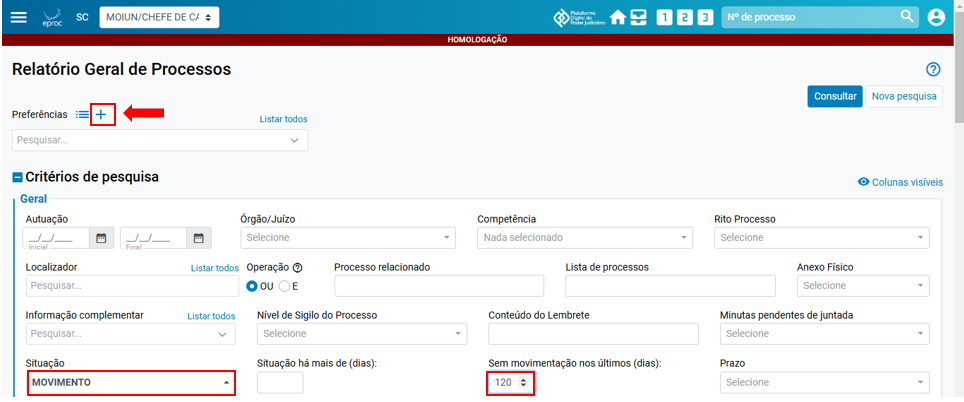 eproc SC MOIUN/CHEFE DE CA Plataforma Digital do Poder Judiciário 1 2 3 Nº de processo
HOMOLOGAÇÃO
Relatório Geral de Processos
Consultar Nova pesquisa
Preferências Listar todos
Pesquisar...
Critérios de pesquisa Colunas visíveis
Geral
Autuação Órgão/Juízo Competência Rito Processo
__/__/____ __/__/____ Selecione Nada selecionado Selecione
Inicial Final
Localizador Listar todos Operação Processo relacionado Lista de processos Anexo Físico
Pesquisar... OU E Selecione
Informação complementar Listar todos Nível de Sigilo do Processo Conteúdo do Lembrete Minutas pendentes de juntada
Pesquisar... Selecione Selecione
Situação Situação há mais de (dias): Sem movimentação nos últimos (dias): Prazo
MOVIMENTO 120 Selecione